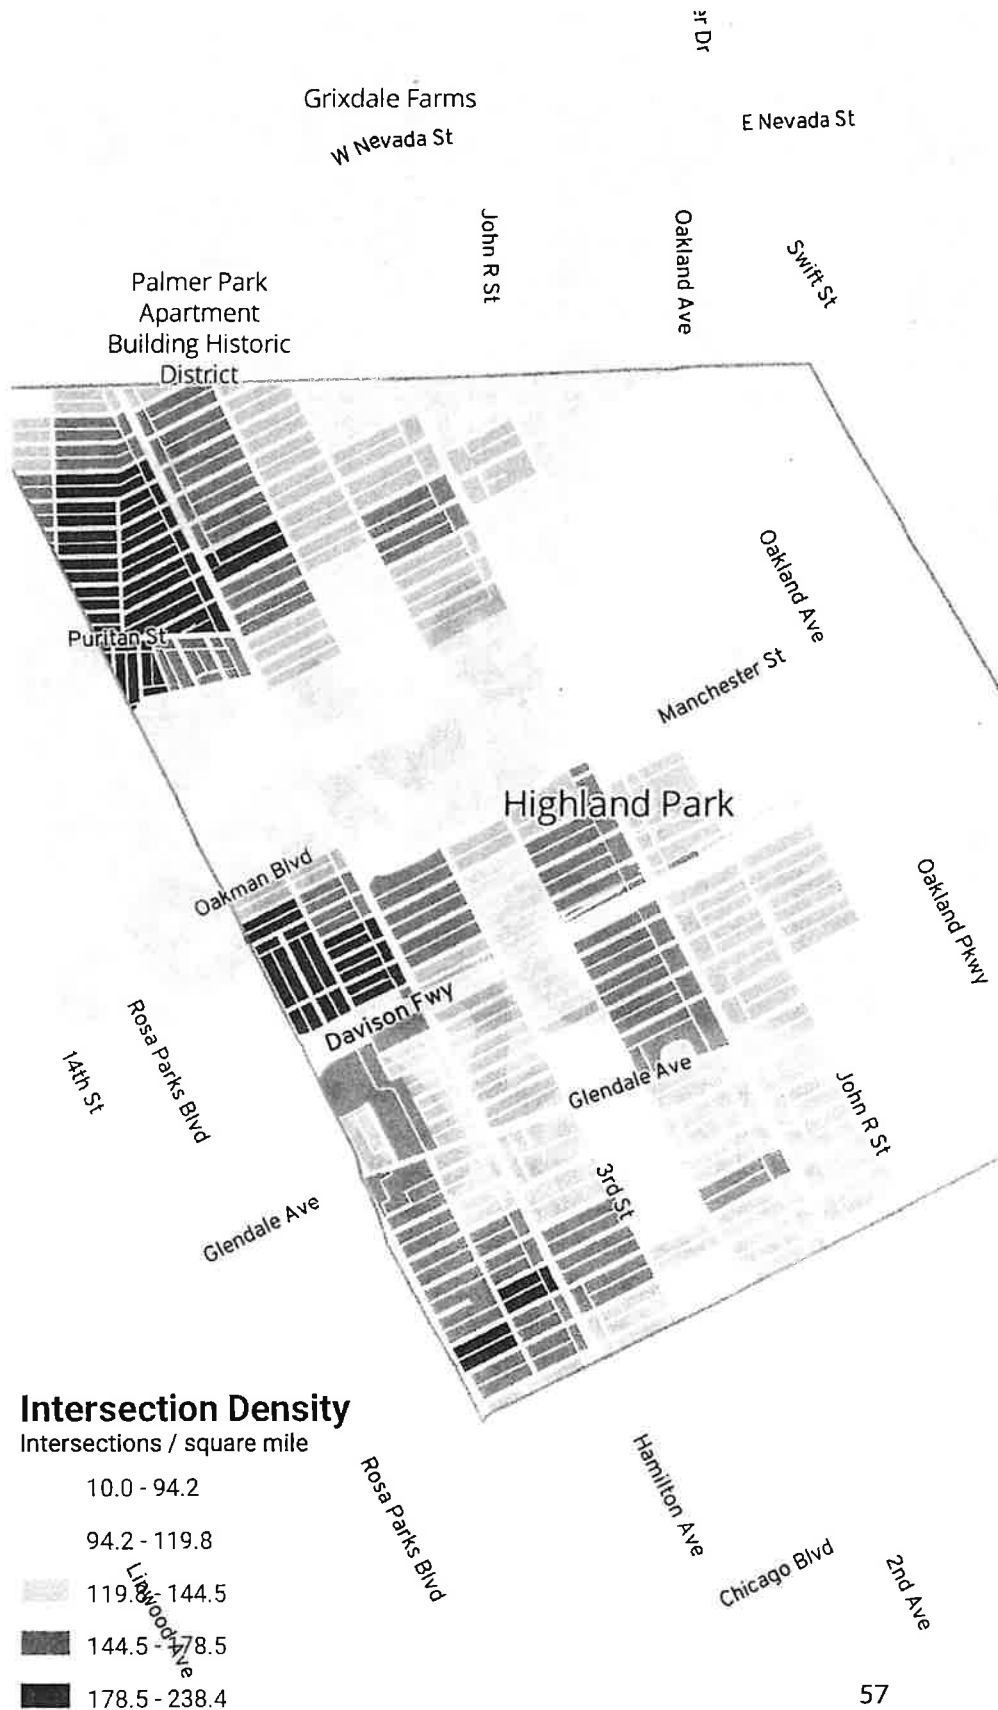 er Dr
Grixdale Farms
W Nevada St
E Nevada St
John R St
Oakland Ave
Swift St
Palmer Park
Apartment
Building Historic
District
Oakland Ave
Puritan St
Manchester St
Highland Park
Oakman Blvd
Oakland Pkwy
Davison Fwy
Rosa Parks Blvd
14th St
Glendale Ave
John R St
3rd St
Glendale Ave
Intersection Density
Intersections / square mile
10.0 - 94.2
94.2 - 119.8
119.8 - 144.5
144.5 - 178.5
178.5 - 238.4
Linwood Ave
Rosa Parks Blvd
Hamilton Ave
Chicago Blvd
2nd Ave
57